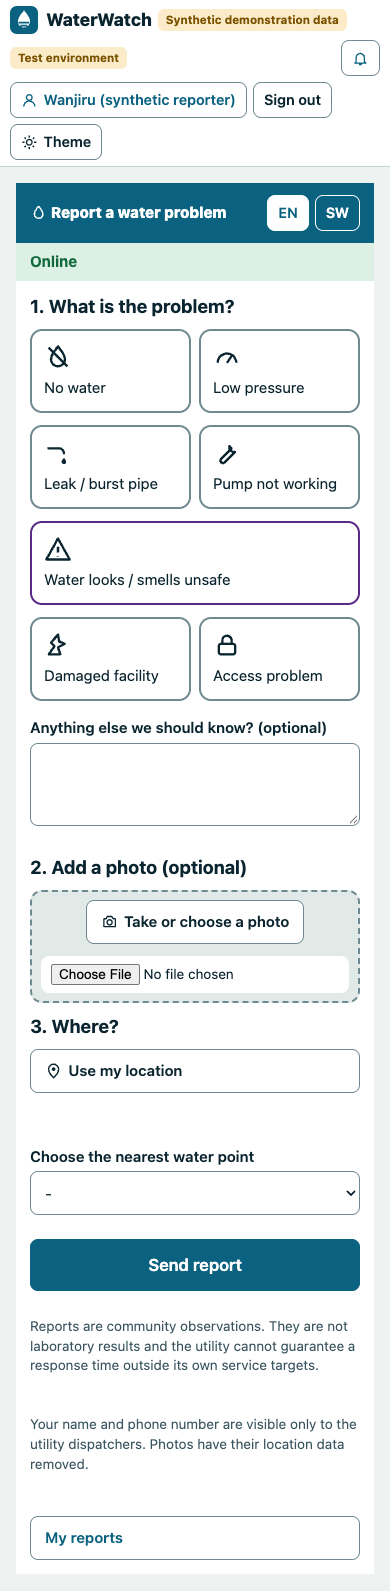 WaterWatch Synthetic demonstration data
Test environment
Wanjiru (synthetic reporter) Sign out
Theme
Report a water problem EN SW
Online
1. What is the problem?
No water Low pressure
Leak / burst pipe Pump not working
Water looks / smells unsafe
Damaged facility Access problem
Anything else we should know? (optional)
2. Add a photo (optional)
Take or choose a photo
Choose File No file chosen
3. Where?
Use my location
Choose the nearest water point
-
Send report
Reports are community observations. They are not
laboratory results and the utility cannot guarantee a
response time outside its own service targets.
Your name and phone number are visible only to the
utility dispatchers. Photos have their location data
removed.
My reports